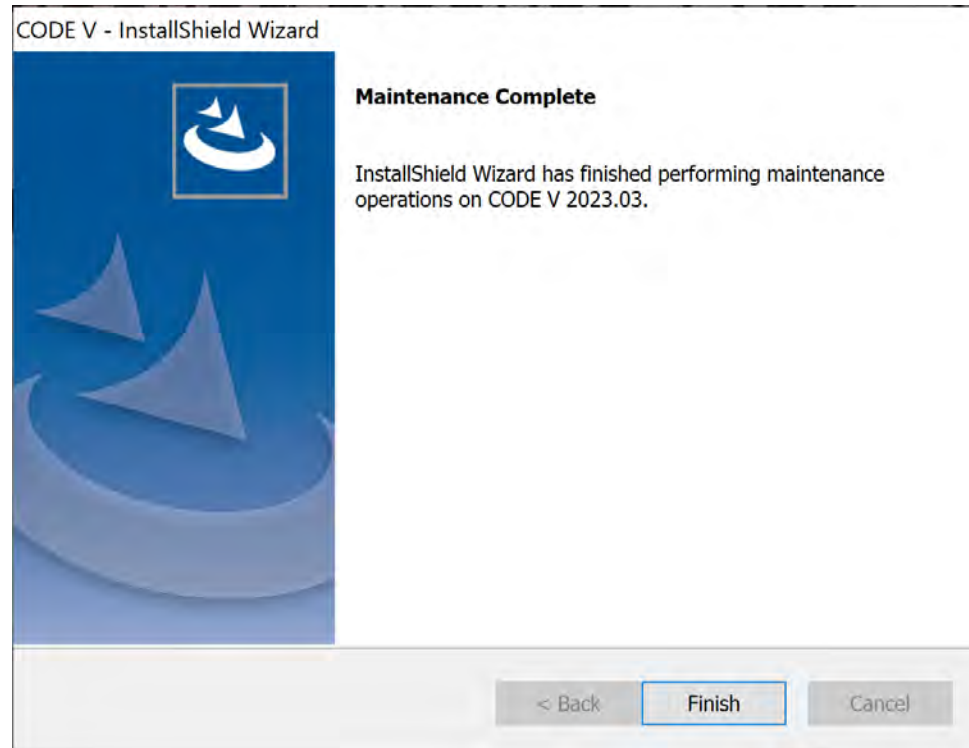 CODE V - InstallShield Wizard
Maintenance Complete
InstallShield Wizard has finished performing maintenance
operations on CODE V 2023.03.
< Back
Finish
Cancel